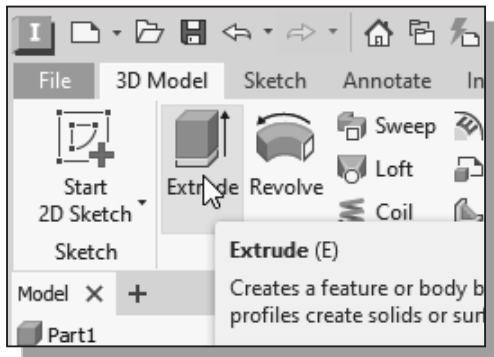 I
File 3D Model Sketch Annotate In
Start
2D Sketch
Extrude
Revolve
Sweep
Loft
Coil
Sketch
Model × +
Part1
Extrude (E)
Creates a feature or body b
profiles create solids or sur